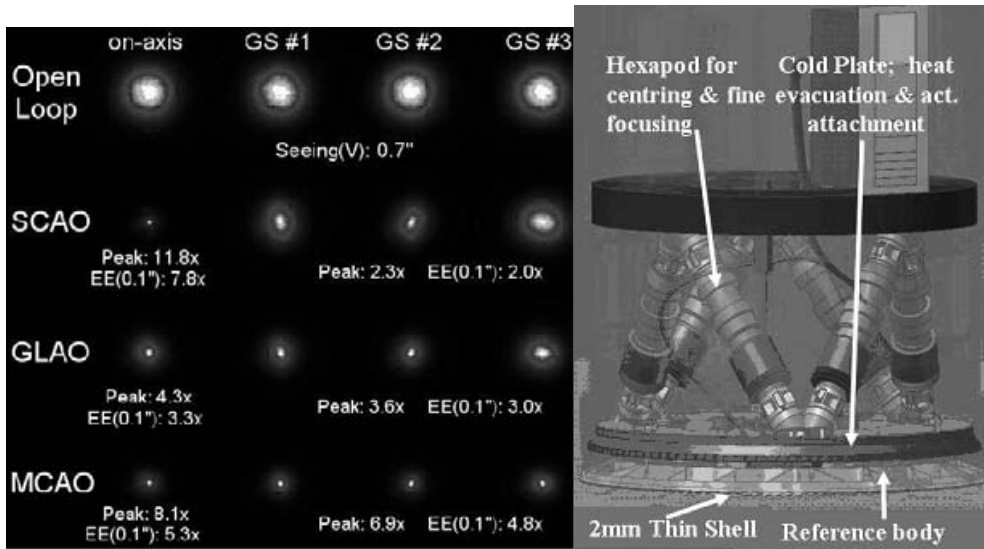 on-axis GS #1 GS #2 GS #3
Open
Loop
Seeing(V): 0.7"
SCAO
Peak: 11.8x
EE(0.1"): 7.8x
Peak: 2.3x EE(0.1"): 2.0x
GLAO
Peak: 4.3x
EE(0.1"): 3.3x
Peak: 3.6x EE(0.1"): 3.0x
MCAO
Peak: 8.1x
EE(0.1"): 5.3x
Peak: 6.9x EE(0.1"): 4.8x
Hexapod for
centring & fine
focusing
Cold Plate; heat
evacuation & act.
attachment
2mm Thin Shell
Reference body